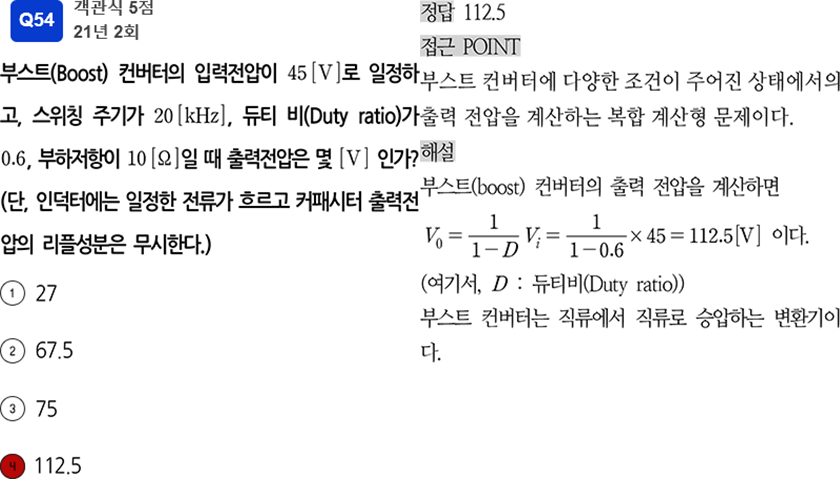 Q54
객관식 5점
21년 2회
부스트(Boost) 컨버터의 입력전압이 45[V]로 일정하
고, 스위칭 주기가 20[kHz], 듀티 비(Duty ratio)가
0.6, 부하저항이 10[Ω]일 때 출력전압은 몇 [V] 인가?
(단, 인덕터에는 일정한 전류가 흐르고 커패시터 출력전
압의 리플성분은 무시한다.)
① 27
② 67.5
③ 75
④ 112.5
정답 112.5
접근 POINT
부스트 컨버터에 다양한 조건이 주어진 상태에서의
출력 전압을 계산하는 복합 계산형 문제이다.
해설
부스트(boost) 컨버터의 출력 전압을 계산하면
V₀ = 1/(1-D) Vᵢ = 1/(1-0.6) × 45 = 112.5[V] 이다.
(여기서, D : 듀티비(Duty ratio))
부스트 컨버터는 직류에서 직류로 승압하는 변환기이
다.